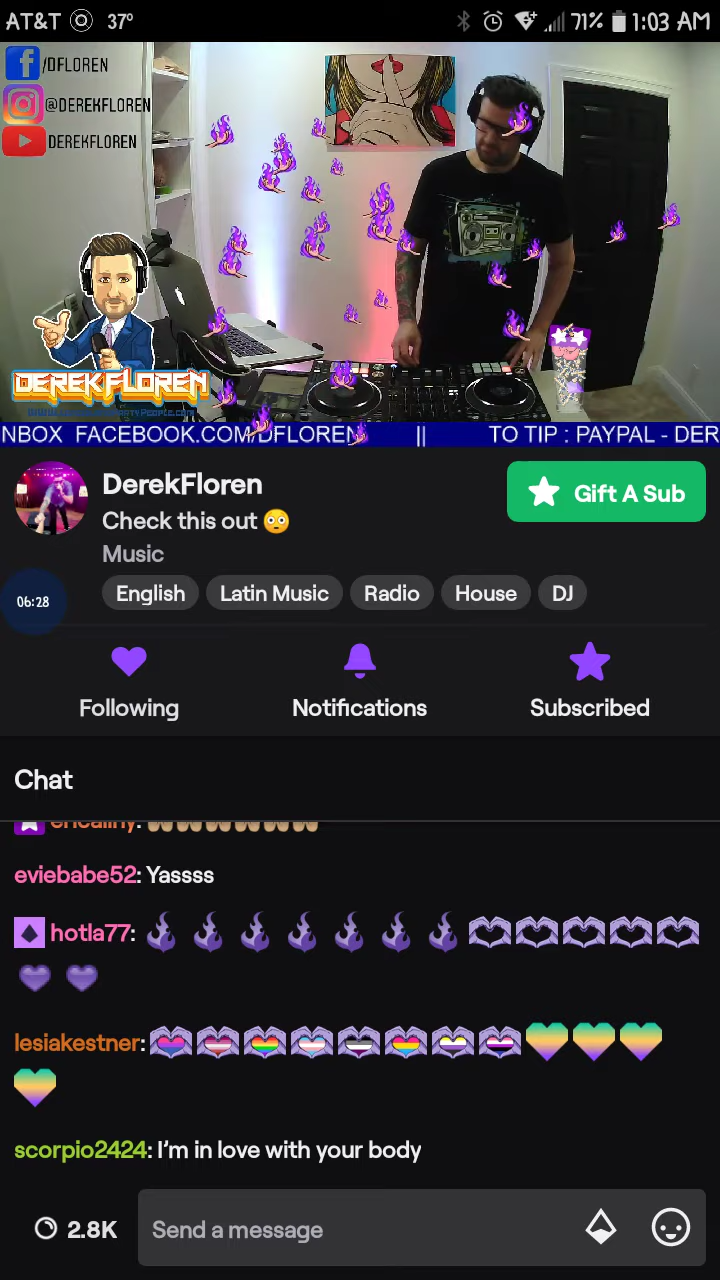 AT&T 37° 71% 1:03 AM
/DFLOREN
@DEREKFLOREN
DEREKFLOREN
DEREKFLOREN
NBOX FACEBOOK.COM/DFLOREN || TO TIP : PAYPAL - DER
DerekFloren
Gift A Sub
Check this out
Music
English Latin Music Radio House DJ
06:28
Following Notifications Subscribed
Chat
eviebabe52: Yassss
hotla77:
lesiakestner:
scorpio2424: I'm in love with your body
2.8K Send a message